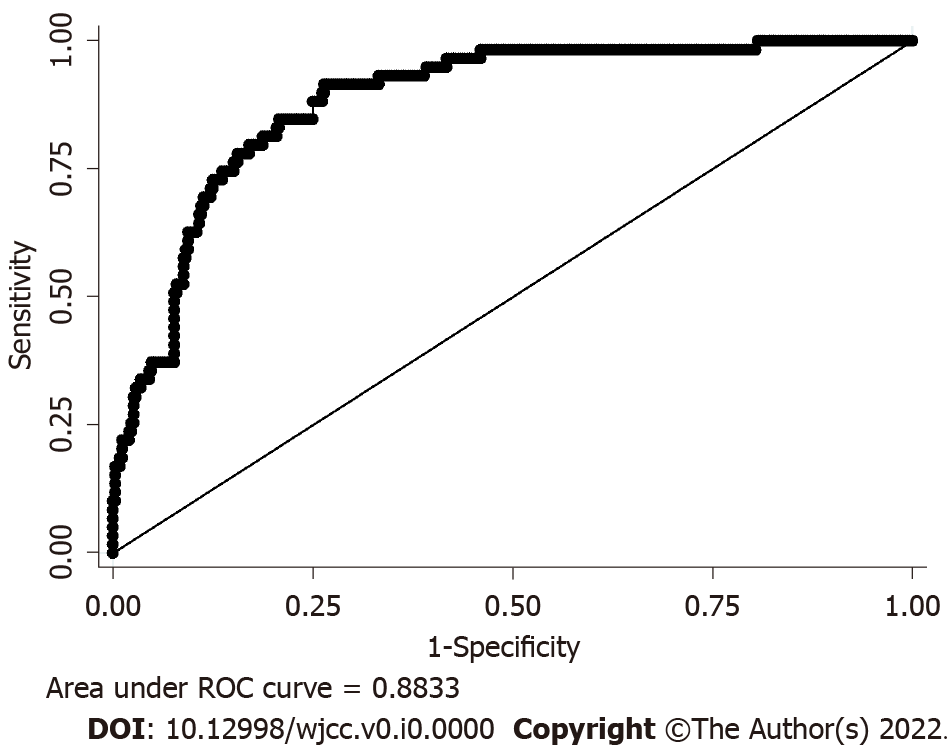 1.00
0.75
0.50
0.25
0.00
Sensitivity
0.00 0.25 0.50 0.75 1.00
1-Specificity
Area under ROC curve = 0.8833
DOI: 10.12998/wjcc.v0.i0.0000 Copyright ©The Author(s) 2022.